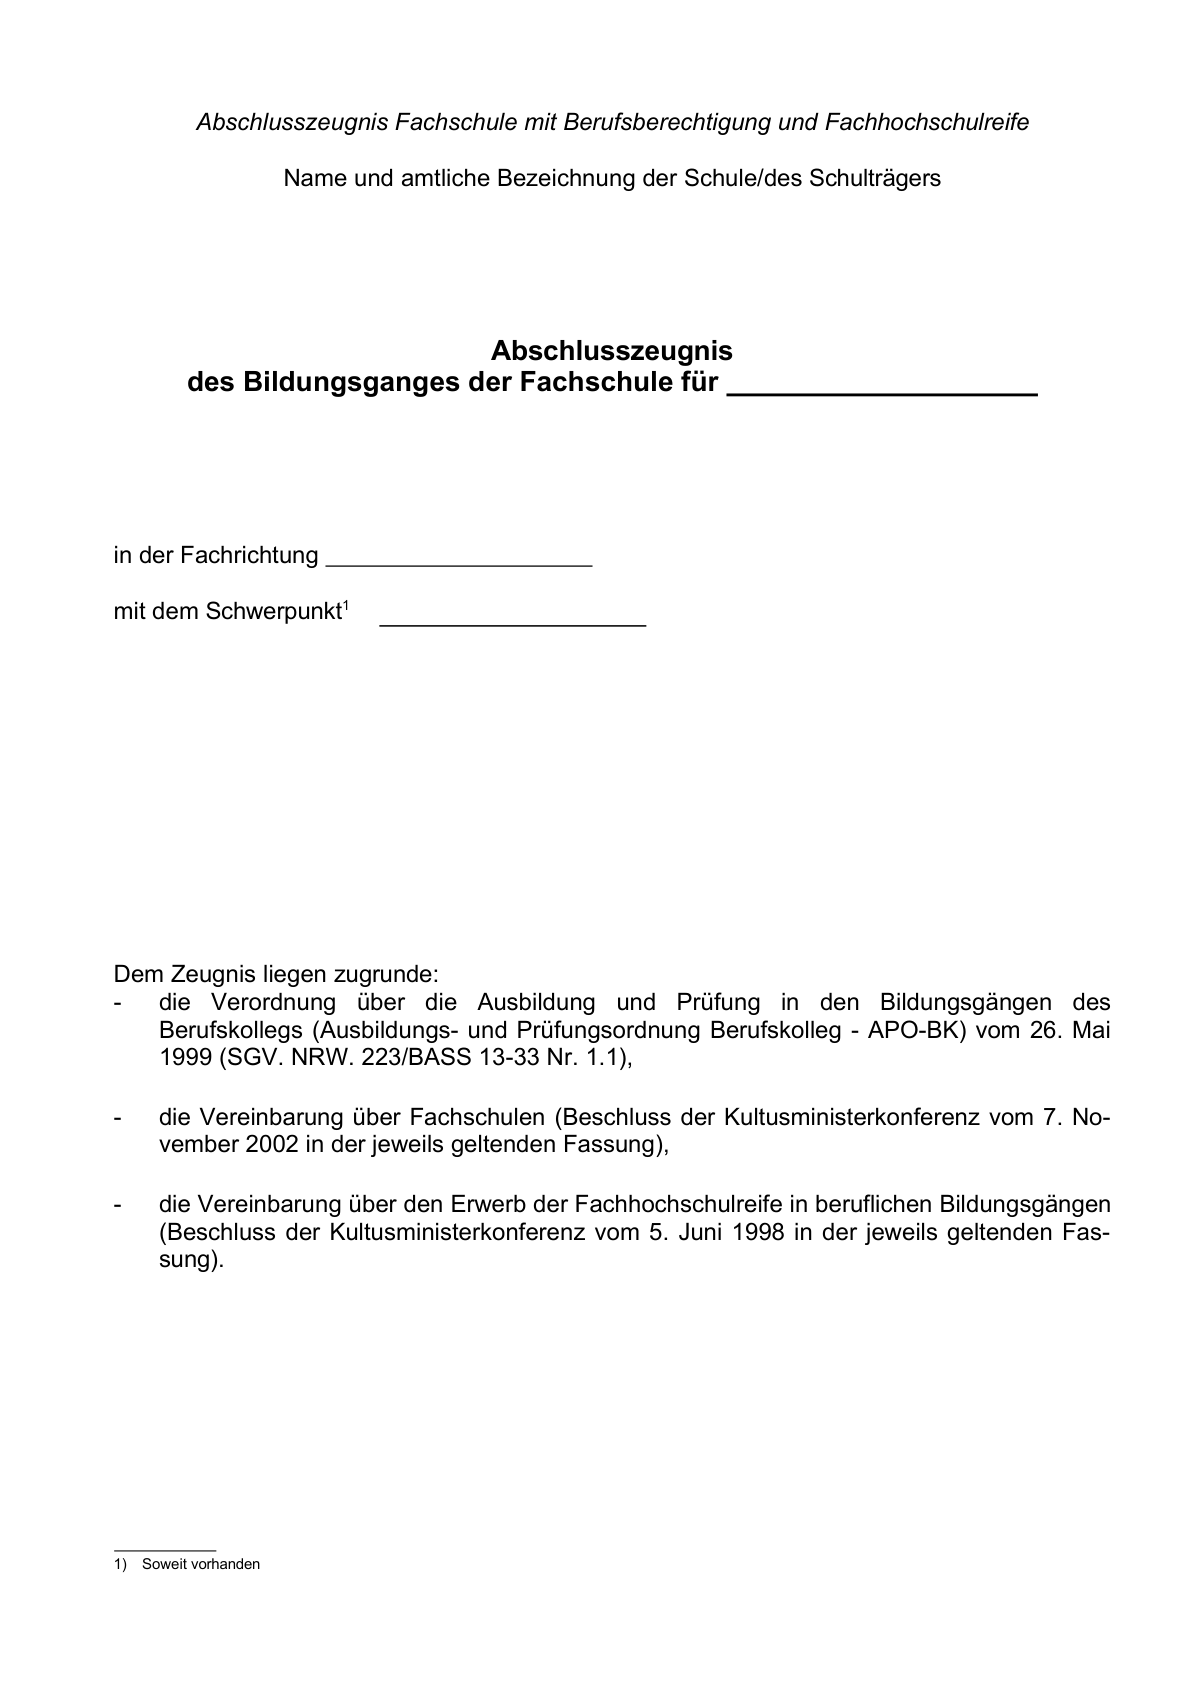 Abschlusszeugnis Fachschule mit Berufsberechtigung und Fachhochschulreife
Name und amtliche Bezeichnung der Schule/des Schulträgers
Abschlusszeugnis
des Bildungsganges der Fachschule für ____________________
in der Fachrichtung ____________________
mit dem Schwerpunkt¹ ____________________
Dem Zeugnis liegen zugrunde:
- die Verordnung über die Ausbildung und Prüfung in den Bildungsgängen des
Berufskollegs (Ausbildungs- und Prüfungsordnung Berufskolleg - APO-BK) vom 26. Mai
1999 (SGV. NRW. 223/BASS 13-33 Nr. 1.1),
- die Vereinbarung über Fachschulen (Beschluss der Kultusministerkonferenz vom 7. No-
vember 2002 in der jeweils geltenden Fassung),
- die Vereinbarung über den Erwerb der Fachhochschulreife in beruflichen Bildungsgängen
(Beschluss der Kultusministerkonferenz vom 5. Juni 1998 in der jeweils geltenden Fas-
sung).
1) Soweit vorhanden